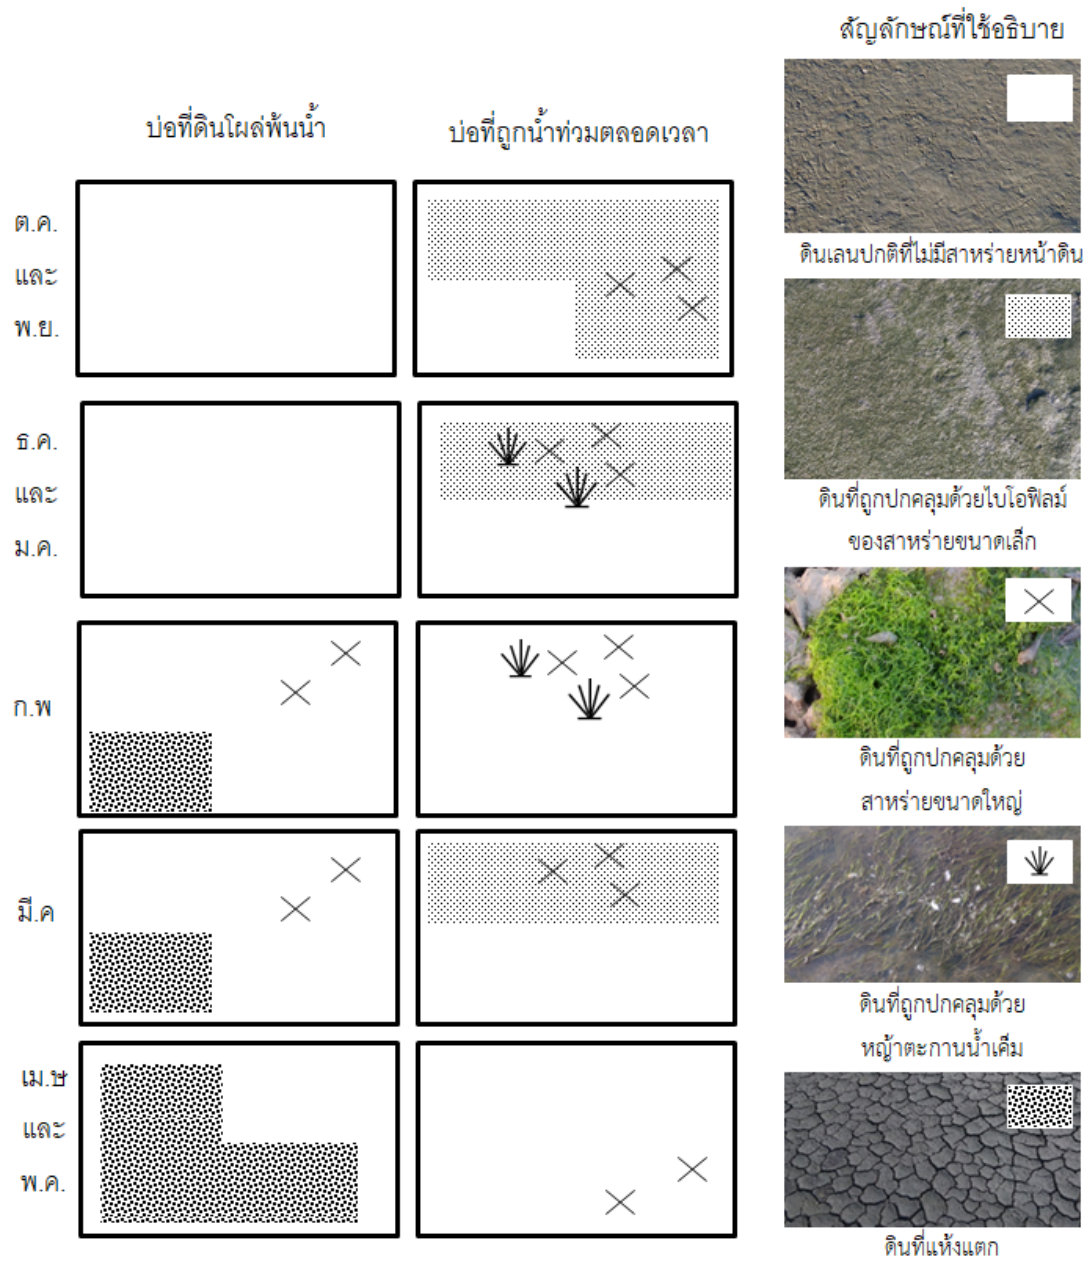 สัญลักษณ์ที่ใช้อธิบาย
บ่อที่ดินโผล่พ้นน้ำ
บ่อที่ถูกน้ำท่วมตลอดเวลา
ต.ค.
และ
พ.ย.
ธ.ค.
และ
ม.ค.
ก.พ
มี.ค
เม.ษ
และ
พ.ค.
ดินเลนปกติที่ไม่มีสาหร่ายหน้าดิน
ดินที่ถูกปกคลุมด้วยไบโอฟิลม์
ของสาหร่ายขนาดเล็ก
ดินที่ถูกปกคลุมด้วย
สาหร่ายขนาดใหญ่
ดินที่ถูกปกคลุมด้วย
หญ้าตะกานน้ำเค็ม
ดินที่แห้งแตก